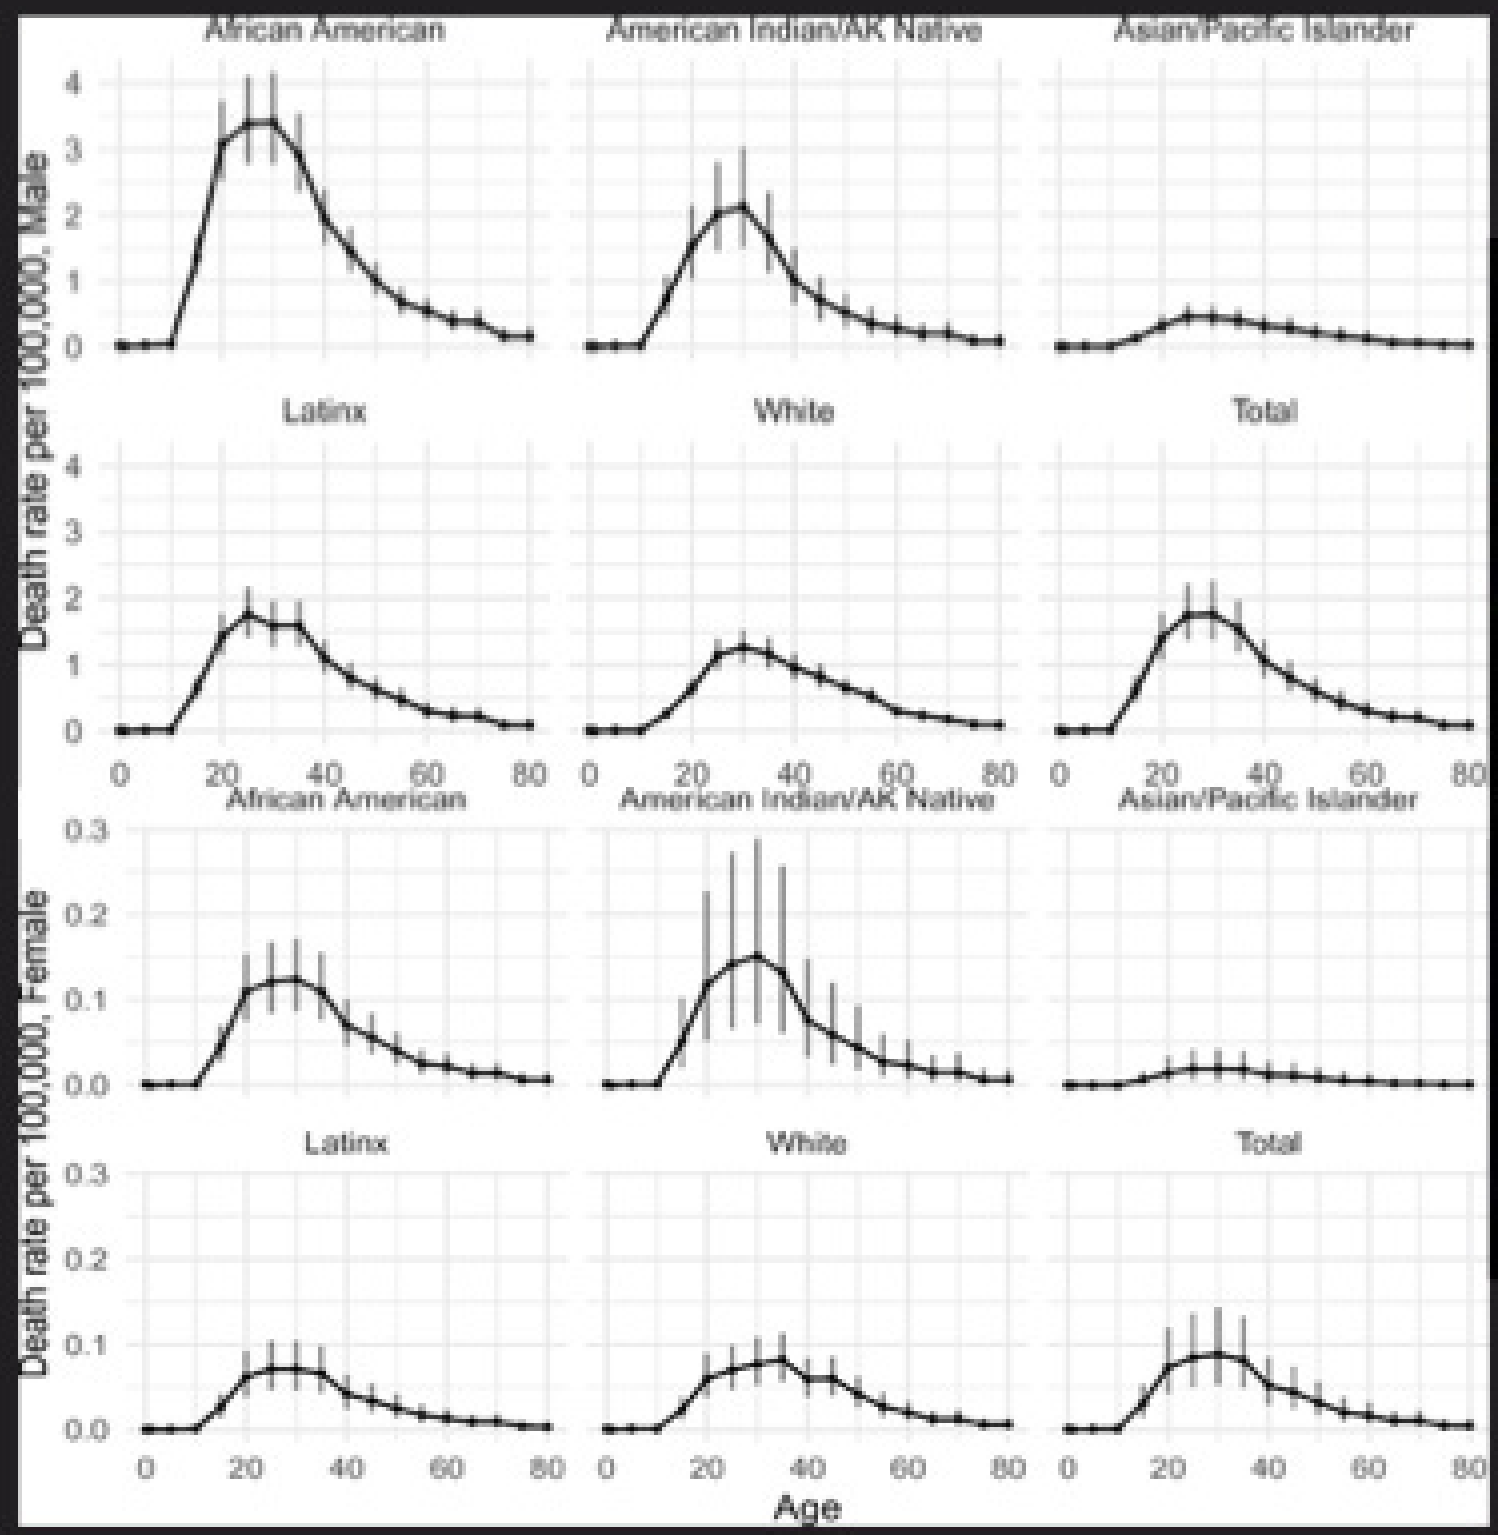 African American American Indian/AK Native Asian/Pacific Islander
4
3
2
1
0
Death rate per 100,000, Male
Latinx White Total
4
3
2
1
0
0 20 40 60 80 0 20 40 60 80 0 20 40 60 80
African American American Indian/AK Native Asian/Pacific Islander
0.3
0.2
0.1
0.0
Death rate per 100,000, Female
Latinx White Total
0.3
0.2
0.1
0.0
0 20 40 60 80 0 20 40 60 80 0 20 40 60 80
Age